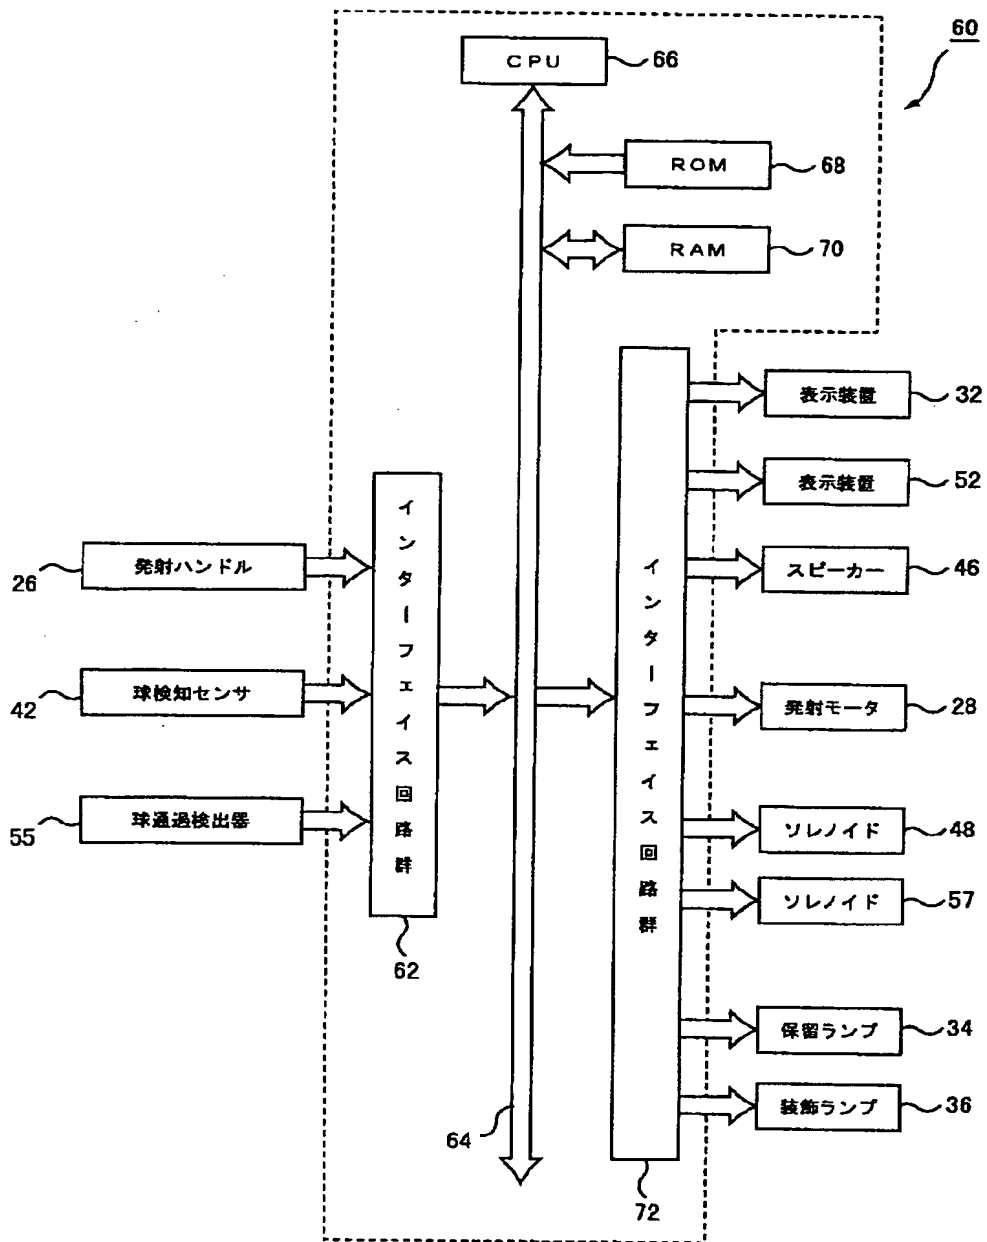 60
CPU
66
ROM
68
RAM
70
表示装置
32
表示装置
52
スピーカー
46
発射モータ
28
ソレノイド
48
ソレノイド
57
保留ランプ
34
装飾ランプ
36
発射ハンドル
26
球検知センサ
42
球通過検出器
55
インターフェイス回路群
62
インターフェイス回路群
72
64